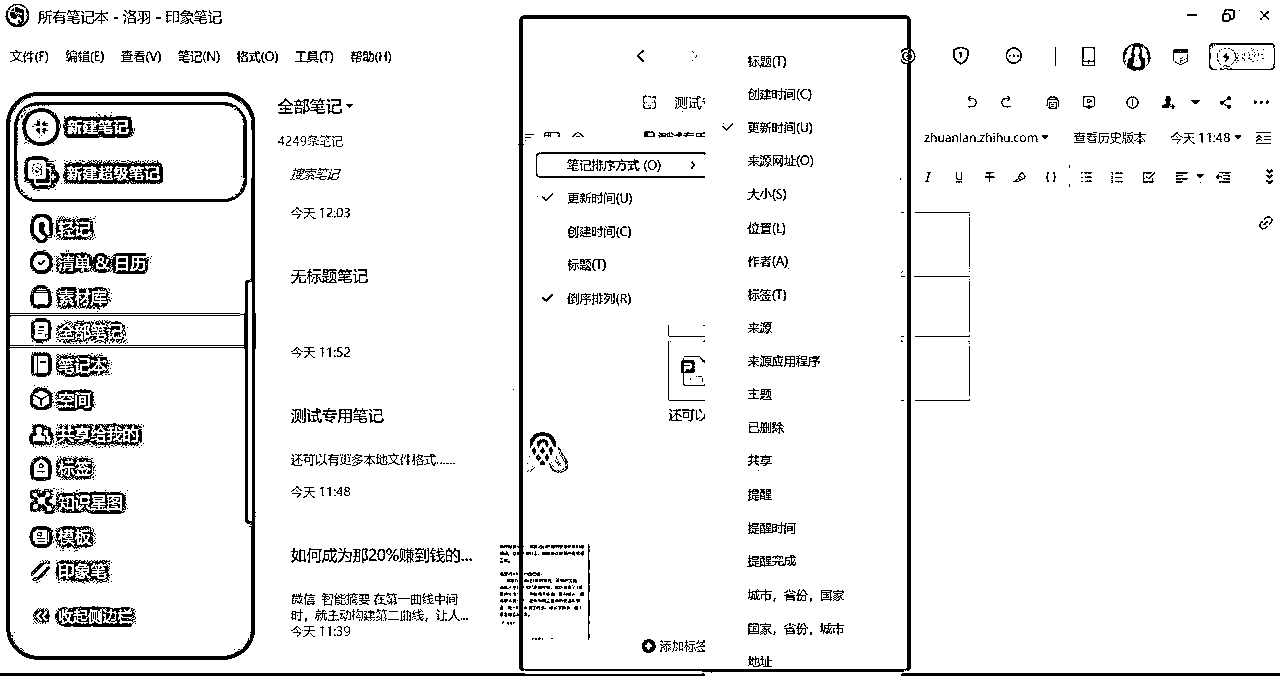 所有笔记本 - 洛羽 - 印象笔记
文件(F) 编辑(E) 查看(V) 笔记(N) 格式(O) 工具(T) 帮助(H)
新建笔记
新建超级笔记
轻记
清单 & 日历
素材库
全部笔记
笔记本
空间
共享给我的
标签
知识星图
模板
印象笔
收起侧边栏
全部笔记
4249条笔记
搜索笔记
今天 12:03
无标题笔记
今天 11:52
测试专用笔记
还可以有更多本地文件格式......
今天 11:48
如何成为那20%赚到钱的...
微信 智能摘要 在第一曲线中间
时，就主动构建第二曲线，让人...
今天 11:39
测试
笔记排序方式 (O)
更新时间(U)
创建时间(C)
标题(T)
倒序排列(R)
还可以
添加标签
标题(T)
创建时间(C)
更新时间(U)
来源网址(O)
大小(S)
位置(L)
作者(A)
标签(T)
来源
来源应用程序
主题
已删除
共享
提醒
提醒时间
提醒完成
城市，省份，国家
国家，省份，城市
地址
zhuanlan.zhihu.com 查看历史版本 今天 11:48